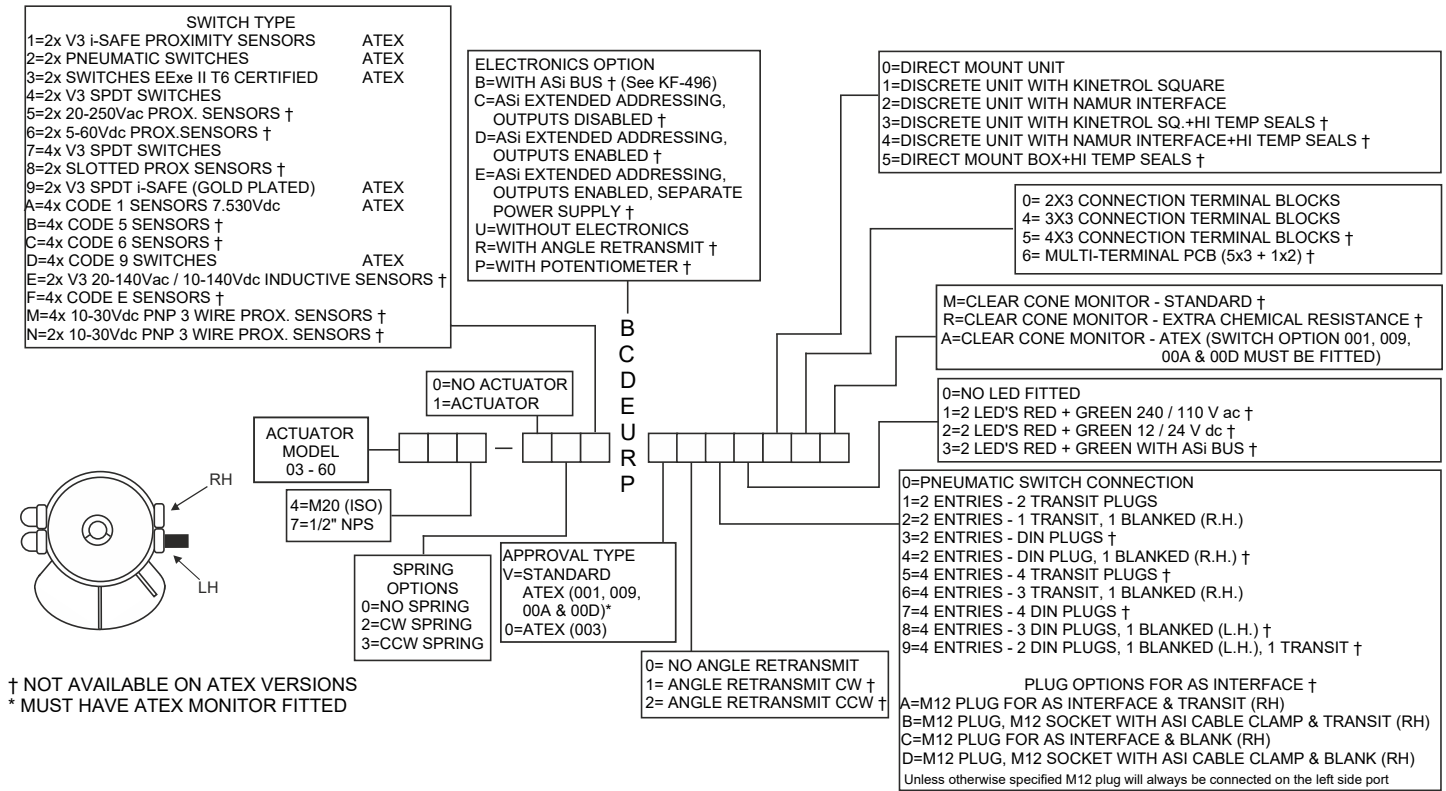 SWITCH TYPE
1=2x V3 i-SAFE PROXIMITY SENSORS ATEX
2=2x PNEUMATIC SWITCHES ATEX
3=2x SWITCHES EExe II T6 CERTIFIED ATEX
4=2x V3 SPDT SWITCHES
5=2x 20-250Vac PROX. SENSORS †
6=2x 5-60Vdc PROX.SENSORS †
7=4x V3 SPDT SWITCHES
8=2x SLOTTED PROX SENSORS †
9=2x V3 SPDT i-SAFE (GOLD PLATED) ATEX
A=4x CODE 1 SENSORS 7.530Vdc ATEX
B=4x CODE 5 SENSORS †
C=4x CODE 6 SENSORS †
D=4x CODE 9 SWITCHES ATEX
E=2x V3 20-140Vac / 10-140Vdc INDUCTIVE SENSORS †
F=4x CODE E SENSORS †
M=4x 10-30Vdc PNP 3 WIRE PROX. SENSORS †
N=2x 10-30Vdc PNP 3 WIRE PROX. SENSORS †
ELECTRONICS OPTION
B=WITH ASi BUS † (See KF-496)
C=ASi EXTENDED ADDRESSING,
OUTPUTS DISABLED †
D=ASi EXTENDED ADDRESSING,
OUTPUTS ENABLED †
E=ASi EXTENDED ADDRESSING,
OUTPUTS ENABLED, SEPARATE
POWER SUPPLY †
U=WITHOUT ELECTRONICS
R=WITH ANGLE RETRANSMIT †
P=WITH POTENTIOMETER †
0=DIRECT MOUNT UNIT
1=DISCRETE UNIT WITH KINETROL SQUARE
2=DISCRETE UNIT WITH NAMUR INTERFACE
3=DISCRETE UNIT WITH KINETROL SQ.+HI TEMP SEALS †
4=DISCRETE UNIT WITH NAMUR INTERFACE+HI TEMP SEALS †
5=DIRECT MOUNT BOX+HI TEMP SEALS †
0= 2X3 CONNECTION TERMINAL BLOCKS
4= 3X3 CONNECTION TERMINAL BLOCKS
5= 4X3 CONNECTION TERMINAL BLOCKS †
6= MULTI-TERMINAL PCB (5x3 + 1x2) †
M=CLEAR CONE MONITOR - STANDARD †
R=CLEAR CONE MONITOR - EXTRA CHEMICAL RESISTANCE †
A=CLEAR CONE MONITOR - ATEX (SWITCH OPTION 001, 009,
00A & 00D MUST BE FITTED)
B
C
D
E
U
R
P
0=NO ACTUATOR
1=ACTUATOR
ACTUATOR
MODEL
03 - 60
–
0=NO LED FITTED
1=2 LED'S RED + GREEN 240 / 110 V ac †
2=2 LED'S RED + GREEN 12 / 24 V dc †
3=2 LED'S RED + GREEN WITH ASi BUS †
RH
LH
4=M20 (ISO)
7=1/2" NPS
SPRING
OPTIONS
0=NO SPRING
2=CW SPRING
3=CCW SPRING
APPROVAL TYPE
V=STANDARD
ATEX (001, 009,
00A & 00D)*
0=ATEX (003)
0= NO ANGLE RETRANSMIT
1= ANGLE RETRANSMIT CW †
2= ANGLE RETRANSMIT CCW †
0=PNEUMATIC SWITCH CONNECTION
1=2 ENTRIES - 2 TRANSIT PLUGS
2=2 ENTRIES - 1 TRANSIT, 1 BLANKED (R.H.)
3=2 ENTRIES - DIN PLUGS †
4=2 ENTRIES - DIN PLUG, 1 BLANKED (R.H.) †
5=4 ENTRIES - 4 TRANSIT PLUGS †
6=4 ENTRIES - 3 TRANSIT, 1 BLANKED (R.H.)
7=4 ENTRIES - 4 DIN PLUGS †
8=4 ENTRIES - 3 DIN PLUGS, 1 BLANKED (L.H.) †
9=4 ENTRIES - 2 DIN PLUGS, 1 BLANKED (L.H.), 1 TRANSIT †
PLUG OPTIONS FOR AS INTERFACE †
A=M12 PLUG FOR AS INTERFACE & TRANSIT (RH)
B=M12 PLUG, M12 SOCKET WITH ASI CABLE CLAMP & TRANSIT (RH)
C=M12 PLUG FOR AS INTERFACE & BLANK (RH)
D=M12 PLUG, M12 SOCKET WITH ASI CABLE CLAMP & BLANK (RH)
Unless otherwise specified M12 plug will always be connected on the left side port
† NOT AVAILABLE ON ATEX VERSIONS
* MUST HAVE ATEX MONITOR FITTED